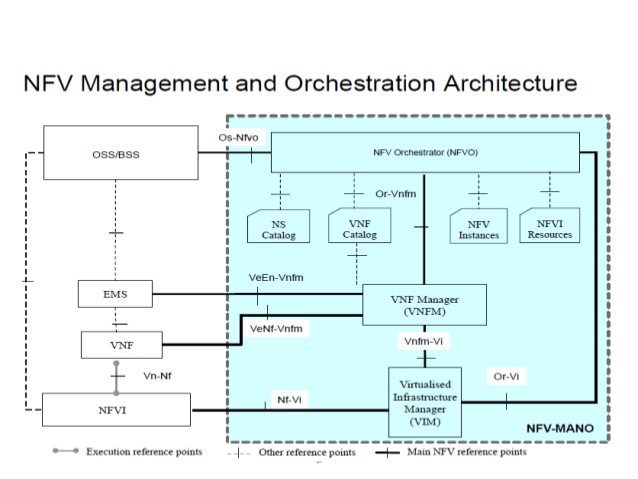 NFV Management and Orchestration Architecture
Os-Nfvo
OSS/BSS
NFV Orchestrator (NFVO)
Or-Vnfm
NS
Catalog
VNF
Catalog
NFV
Instances
NFVI
Resources
VeEn-Vnfm
EMS
VNF Manager
(VNFM)
VeNf-Vnfm
VNF
Vnfm-Vi
Vn-Nf
Virtualised
Infrastructure
Manager
(VIM)
Or-Vi
Nf-Vi
NFVI
NFV-MANO
Execution reference points
Other reference points
Main NFV reference points